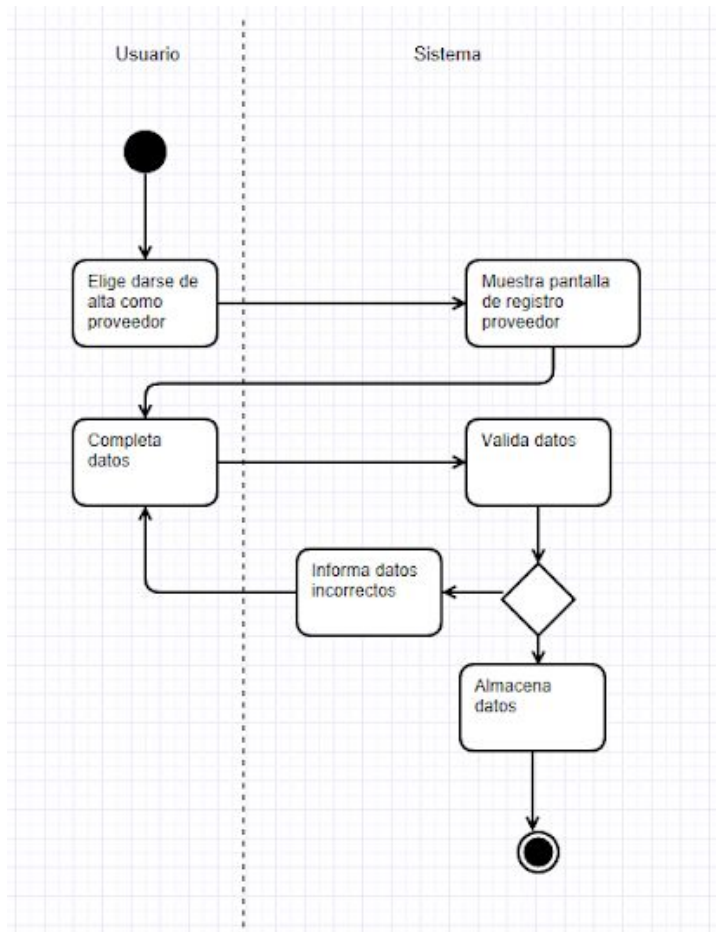 Usuario
Sistema
Elige darse de
alta como
proveedor
Muestra pantalla
de registro
proveedor
Completa
datos
Valida datos
Informa datos
incorrectos
Almacena
datos